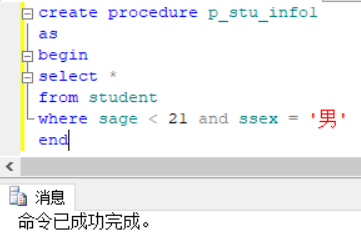 create procedure p_stu_info1
as
begin
select *
from student
where sage < 21 and ssex = '男'
end
消息
命令已成功完成。